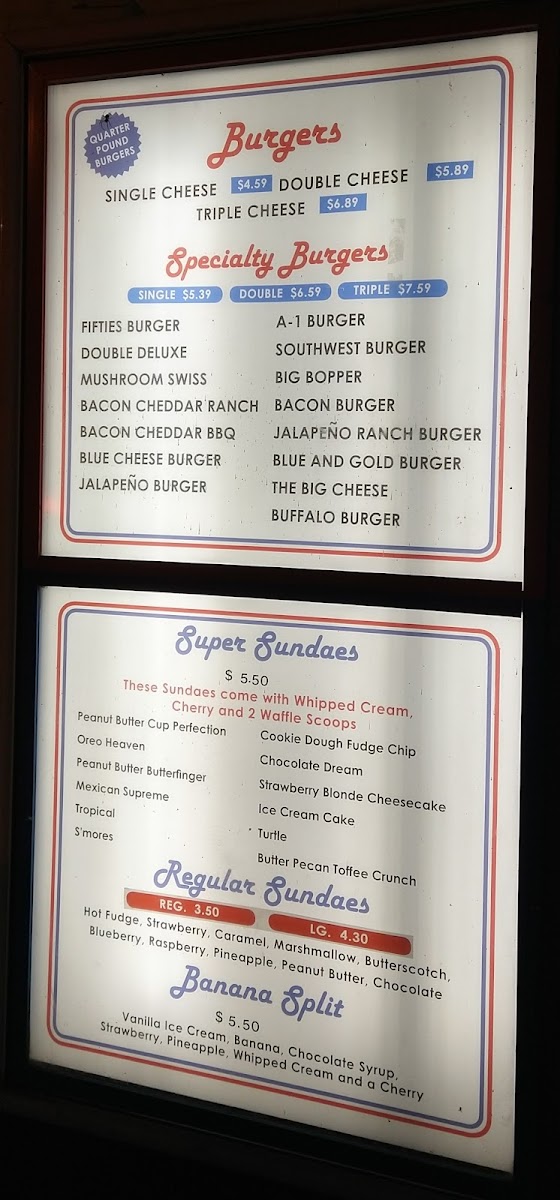 QUARTER
POUND
BURGERS
Burgers
SINGLE CHEESE $4.59 DOUBLE CHEESE $5.89
TRIPLE CHEESE $6.89
Specialty Burgers
SINGLE $5.39 DOUBLE $6.59 TRIPLE $7.59
FIFTIES BURGER
DOUBLE DELUXE
MUSHROOM SWISS
BACON CHEDDAR RANCH
BACON CHEDDAR BBQ
BLUE CHEESE BURGER
JALAPEÑO BURGER
A-1 BURGER
SOUTHWEST BURGER
BIG BOPPER
BACON BURGER
JALAPEÑO RANCH BURGER
BLUE AND GOLD BURGER
THE BIG CHEESE
BUFFALO BURGER
Super Sundaes
$ 5.50
These Sundaes come with Whipped Cream,
Cherry and 2 Waffle Scoops
Peanut Butter Cup Perfection
Oreo Heaven
Peanut Butter Butterfinger
Mexican Supreme
Tropical
S'mores
Cookie Dough Fudge Chip
Chocolate Dream
Strawberry Blonde Cheesecake
Ice Cream Cake
Turtle
Butter Pecan Toffee Crunch
Regular Sundaes
REG. 3.50 LG. 4.30
Hot Fudge, Strawberry, Caramel, Marshmallow, Butterscotch,
Blueberry, Raspberry, Pineapple, Peanut Butter, Chocolate
Banana Split
$ 5.50
Vanilla Ice Cream, Banana, Chocolate Syrup,
Strawberry, Pineapple, Whipped Cream and a Cherry